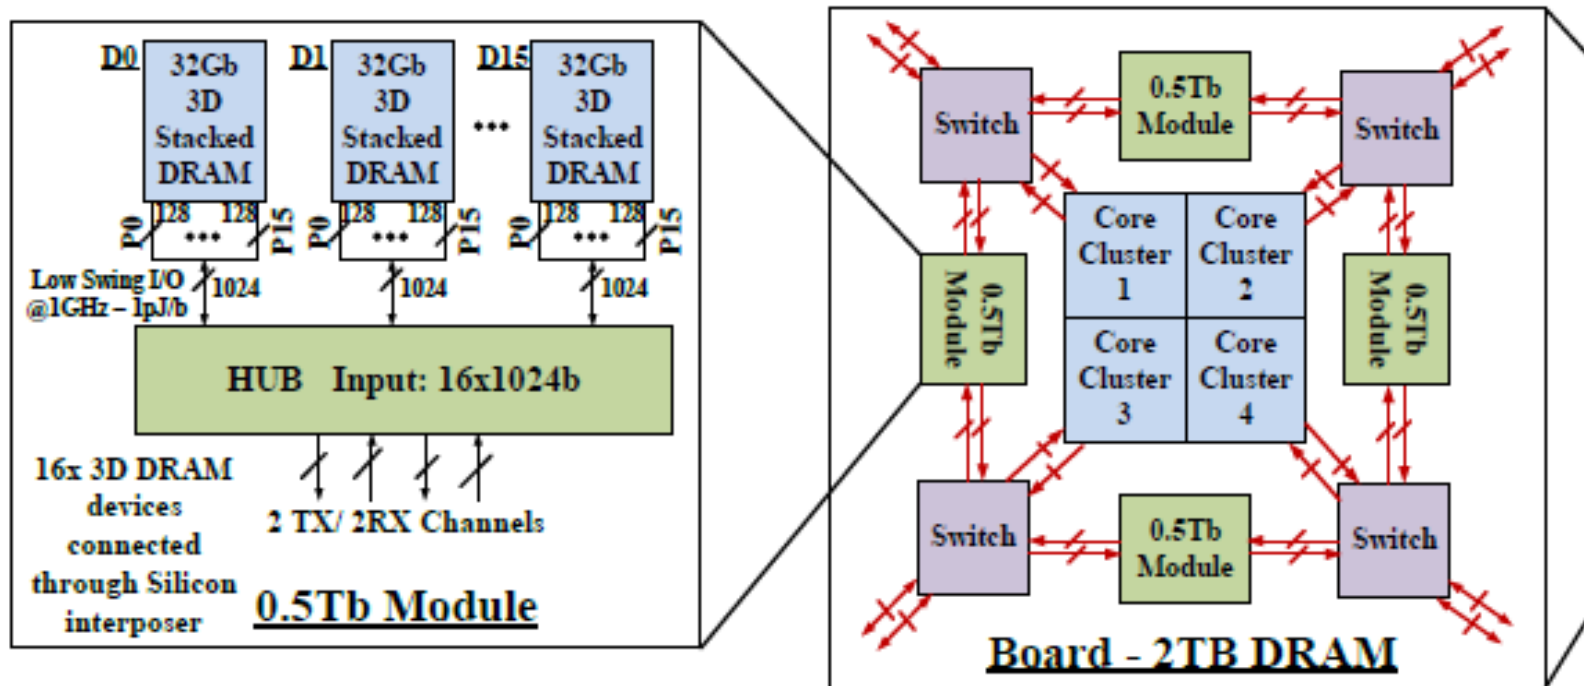 D0
32Gb
3D
Stacked
DRAM
D1
32Gb
3D
Stacked
DRAM
•••
D15
32Gb
3D
Stacked
DRAM
P0
128
•••
128
P15
P0
128
•••
128
P15
P0
128
•••
128
P15
Low Swing I/O
@1GHz – 1pJ/b
1024
1024
1024
HUB Input: 16x1024b
16x 3D DRAM
devices
connected
through Silicon
interposer
2 TX/ 2RX Channels
0.5Tb Module
Switch
0.5Tb
Module
Switch
0.5Tb
Module
Core
Cluster
1
Core
Cluster
2
Core
Cluster
3
Core
Cluster
4
0.5Tb
Module
Switch
0.5Tb
Module
Switch
Board - 2TB DRAM